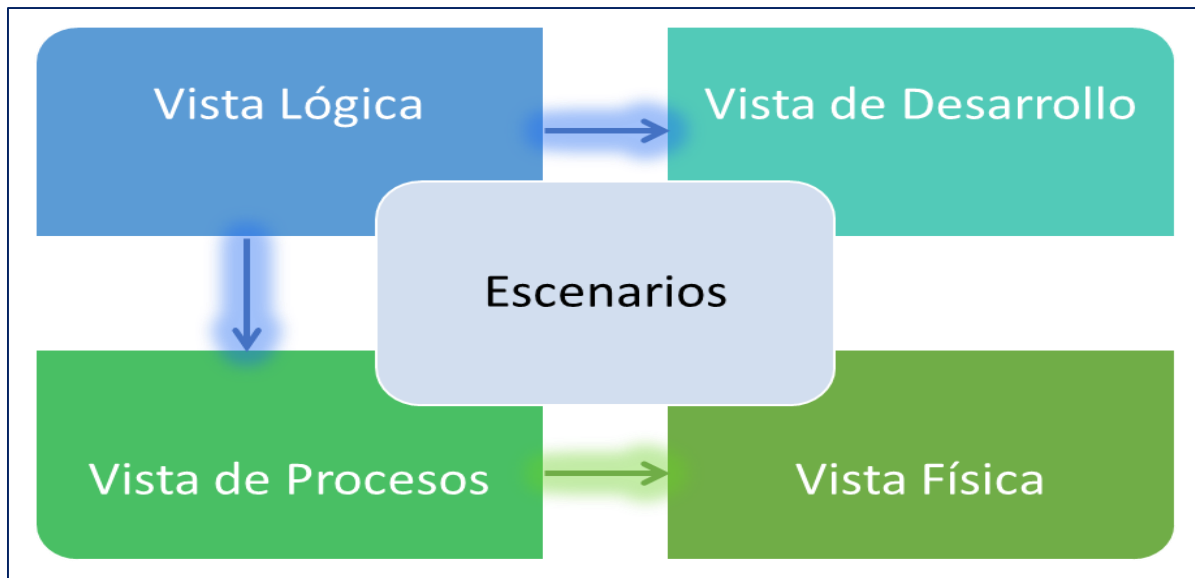 Vista Lógica
Vista de Desarrollo
Escenarios
Vista de Procesos
Vista Física